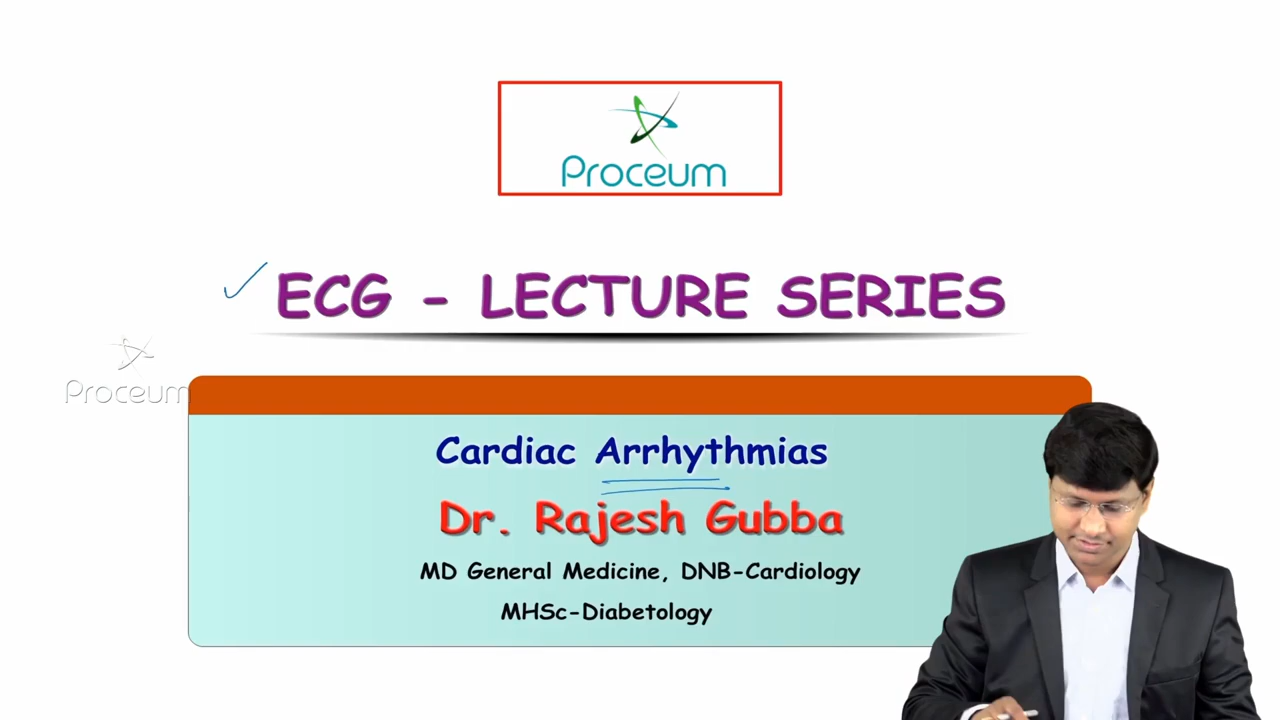 Proceum
ECG - LECTURE SERIES
Proceum
Cardiac Arrhythmias
Dr. Rajesh Gubba
MD General Medicine, DNB-Cardiology
MHSc-Diabetology